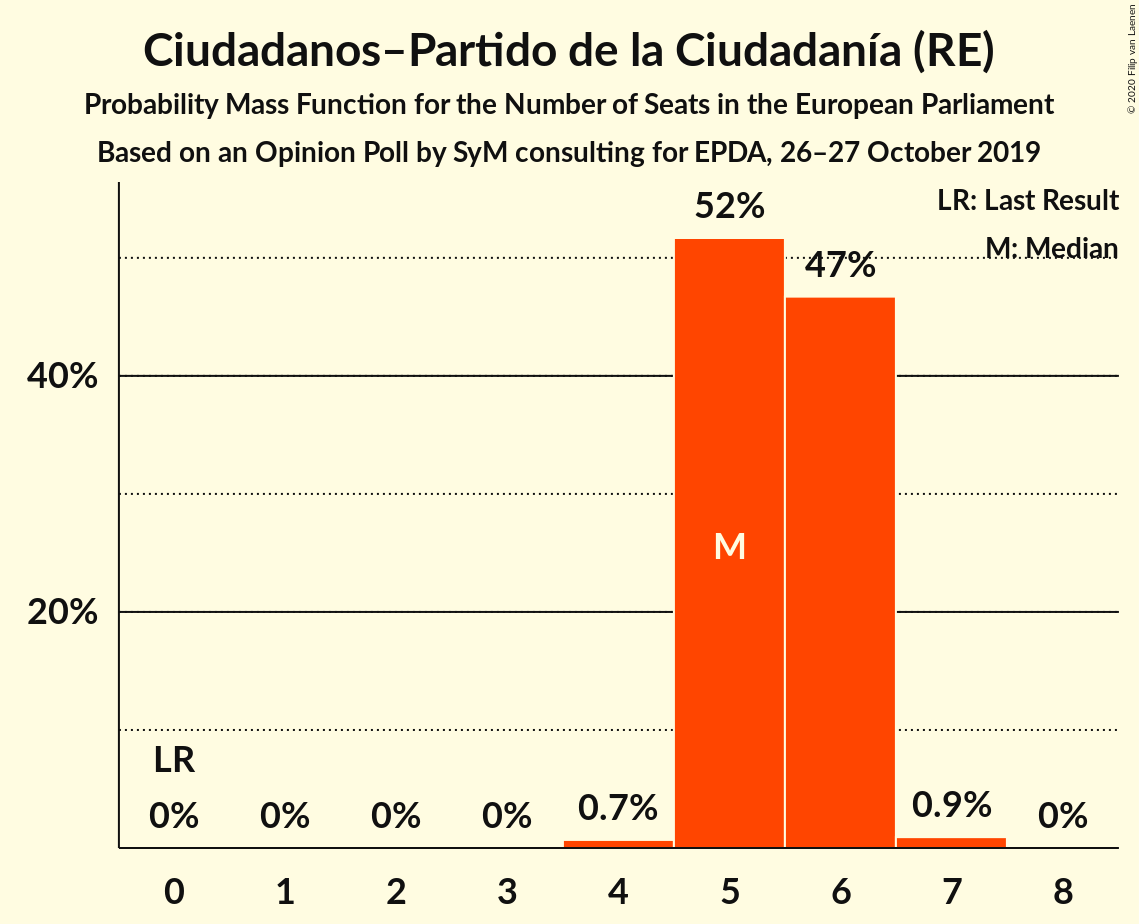 Ciudadanos–Partido de la Ciudadanía (RE)
Probability Mass Function for the Number of Seats in the European Parliament
Based on an Opinion Poll by SyM consulting for EPDA, 26–27 October 2019
© 2020 Filip van Laenen
LR: Last Result
M: Median
52%
47%
40%
M
20%
LR
0%
0%
0%
0%
0.7%
0.9%
0%
0
1
2
3
4
5
6
7
8